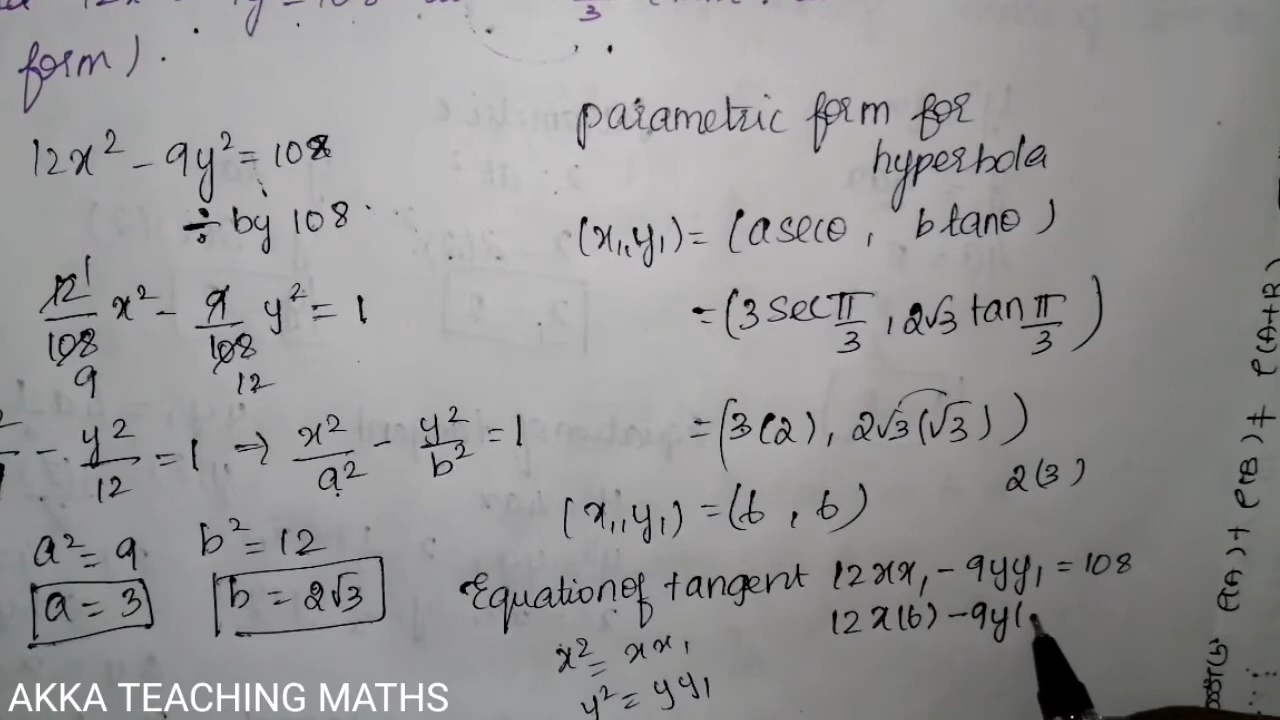 form).
12x² - 9y² = 108
÷ by 108
12/108 x² - 9/108 y² = 1
1
9 12
- y²/12 = 1 ⇒ x²/a² - y²/b² = 1
a² = 9 b² = 12
a = 3 b = 2√3
parametric form for
hyperbola
(x₁, y₁) = (a secθ, b tanθ)
= (3 sec π/3, 2√3 tan π/3)
= (3(2), 2√3(√3))
2(3)
(x₁, y₁) = (6, 6)
Equation of tangent 12xx₁ - 9yy₁ = 108
12x(6) - 9y(
x² = xx₁
y² = yy₁
P(A) + P(B) + P(A+B)
AKKA TEACHING MATHS